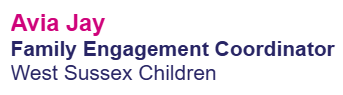 Avia Jay
Family Engagement Coordinator
West Sussex Children